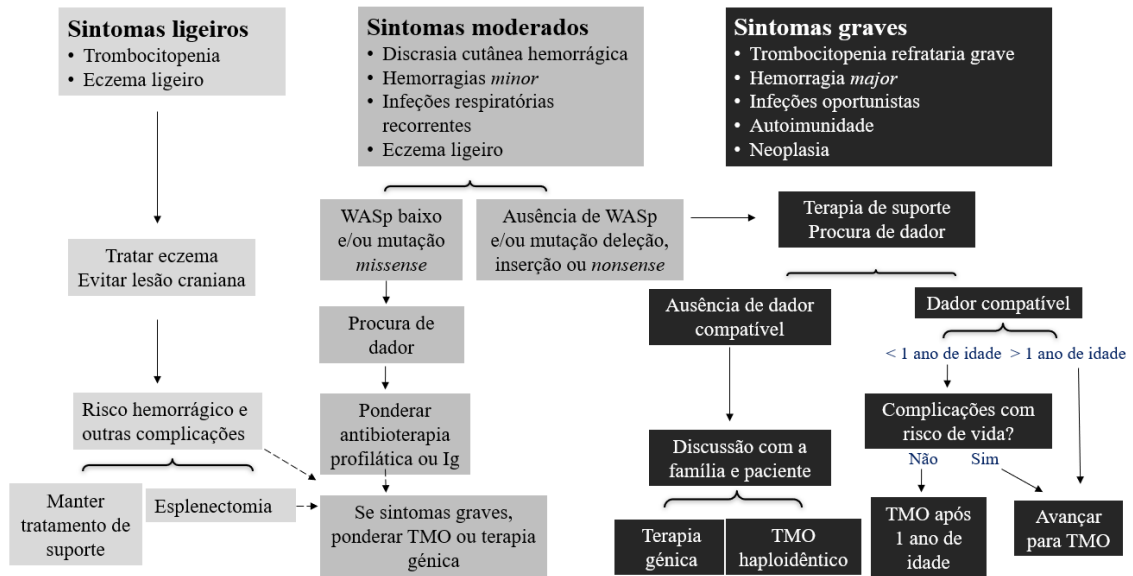 Sintomas ligeiros
• Trombocitopenia
• Eczema ligeiro
Sintomas moderados
• Discrasia cutânea hemorrágica
• Hemorragias minor
• Infeções respiratórias
recorrentes
• Eczema ligeiro
Sintomas graves
• Trombocitopenia refrataria grave
• Hemorragia major
• Infeções oportunistas
• Autoimunidade
• Neoplasia
Tratar eczema
Evitar lesão craniana
Risco hemorrágico e
outras complicações
Manter
tratamento de
suporte
Esplenectomia
WASp baixo
e/ou mutação
missense
Ausência de WASp
e/ou mutação deleção,
inserção ou nonsense
Procura de
dador
Ponderar
antibioterapia
profilática ou Ig
Se sintomas graves,
ponderar TMO ou terapia
génica
Terapia de suporte
Procura de dador
Ausência de dador
compatível
Discussão com a
família e paciente
Terapia
génica
TMO
haploidêntico
Dador compatível
< 1 ano de idade
> 1 ano de idade
Complicações com
risco de vida?
Não
Sim
TMO após
1 ano de
idade
Avançar
para TMO